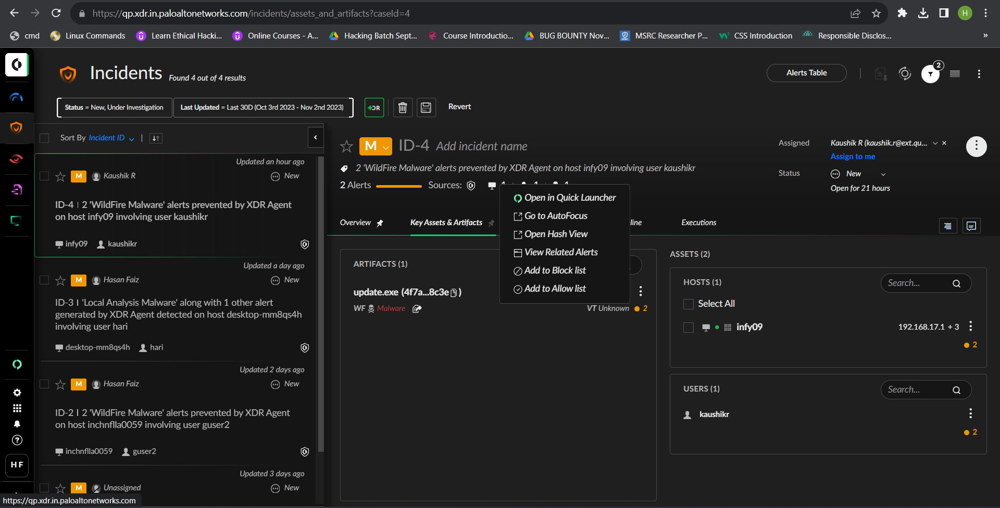 https://qp.xdr.in.paloaltonetworks.com/incidents/assets_and_artifacts?caseId=4
H
cmd
Linux Commands
Learn Ethical Hacki...
Online Courses - A...
Hacking Batch Sept...
Course Introductio...
BUG BOUNTY Nov...
MSRC Researcher P...
CSS Introduction
Responsible Disclos...
»
Incidents
Found 4 out of 4 results
Alerts Table
2
Status = New, Under Investigation
Last Updated = Last 30D (Oct 3rd 2023 - Nov 2nd 2023)
+OR
Revert
Sort By Incident ID
Updated an hour ago
M
Kaushik R
New
ID-4 | 2 'WildFire Malware' alerts prevented by XDR Agent
on host infy09 involving user kaushikr
infy09
kaushikr
Updated a day ago
M
Hasan Faiz
New
ID-3 | 'Local Analysis Malware' along with 1 other alert
generated by XDR Agent detected on host desktop-mm8qs4h
involving user hari
desktop-mm8qs4h
hari
Updated 2 days ago
M
Hasan Faiz
New
ID-2 | 2 'WildFire Malware' alerts prevented by XDR Agent
on host inchnflla0059 involving user guser2
inchnflla0059
guser2
Updated 3 days ago
M
Unassigned
New
HF
https://qp.xdr.in.paloaltonetworks.com
M
ID-4
Add incident name
2 'WildFire Malware' alerts prevented by XDR Agent on host infy09 involving user kaushikr
2 Alerts
Sources:
1
1
1
Assigned
Kaushik R (kaushik.r@ext.qu...
Assign to me
Status
New
Open for 21 hours
Overview
Key Assets & Artifacts
line
Executions
Open in Quick Launcher
Go to AutoFocus
Open Hash View
View Related Alerts
Add to Block list
Add to Allow list
ARTIFACTS (1)
update.exe (4f7a...8c3e)
WF Malware
VT Unknown
2
ASSETS (2)
HOSTS (1)
Search...
Select All
infy09
192.168.17.1 + 3
2
USERS (1)
Search...
kaushikr
2